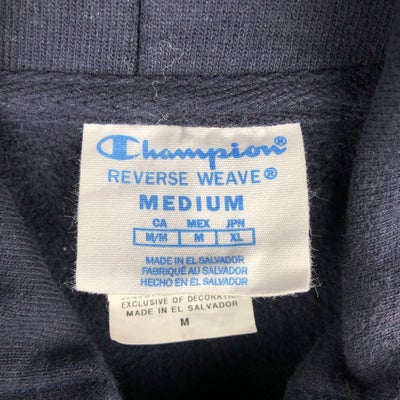 Champion®
REVERSE WEAVE®
MEDIUM
CA MEX JPN
M/M M XL
MADE IN EL SALVADOR
FABRIQUÉ AU SALVADOR
HECHO EN EL SALVADOR
EXCLUSIVE OF DECORATION
MADE IN EL SALVADOR
M